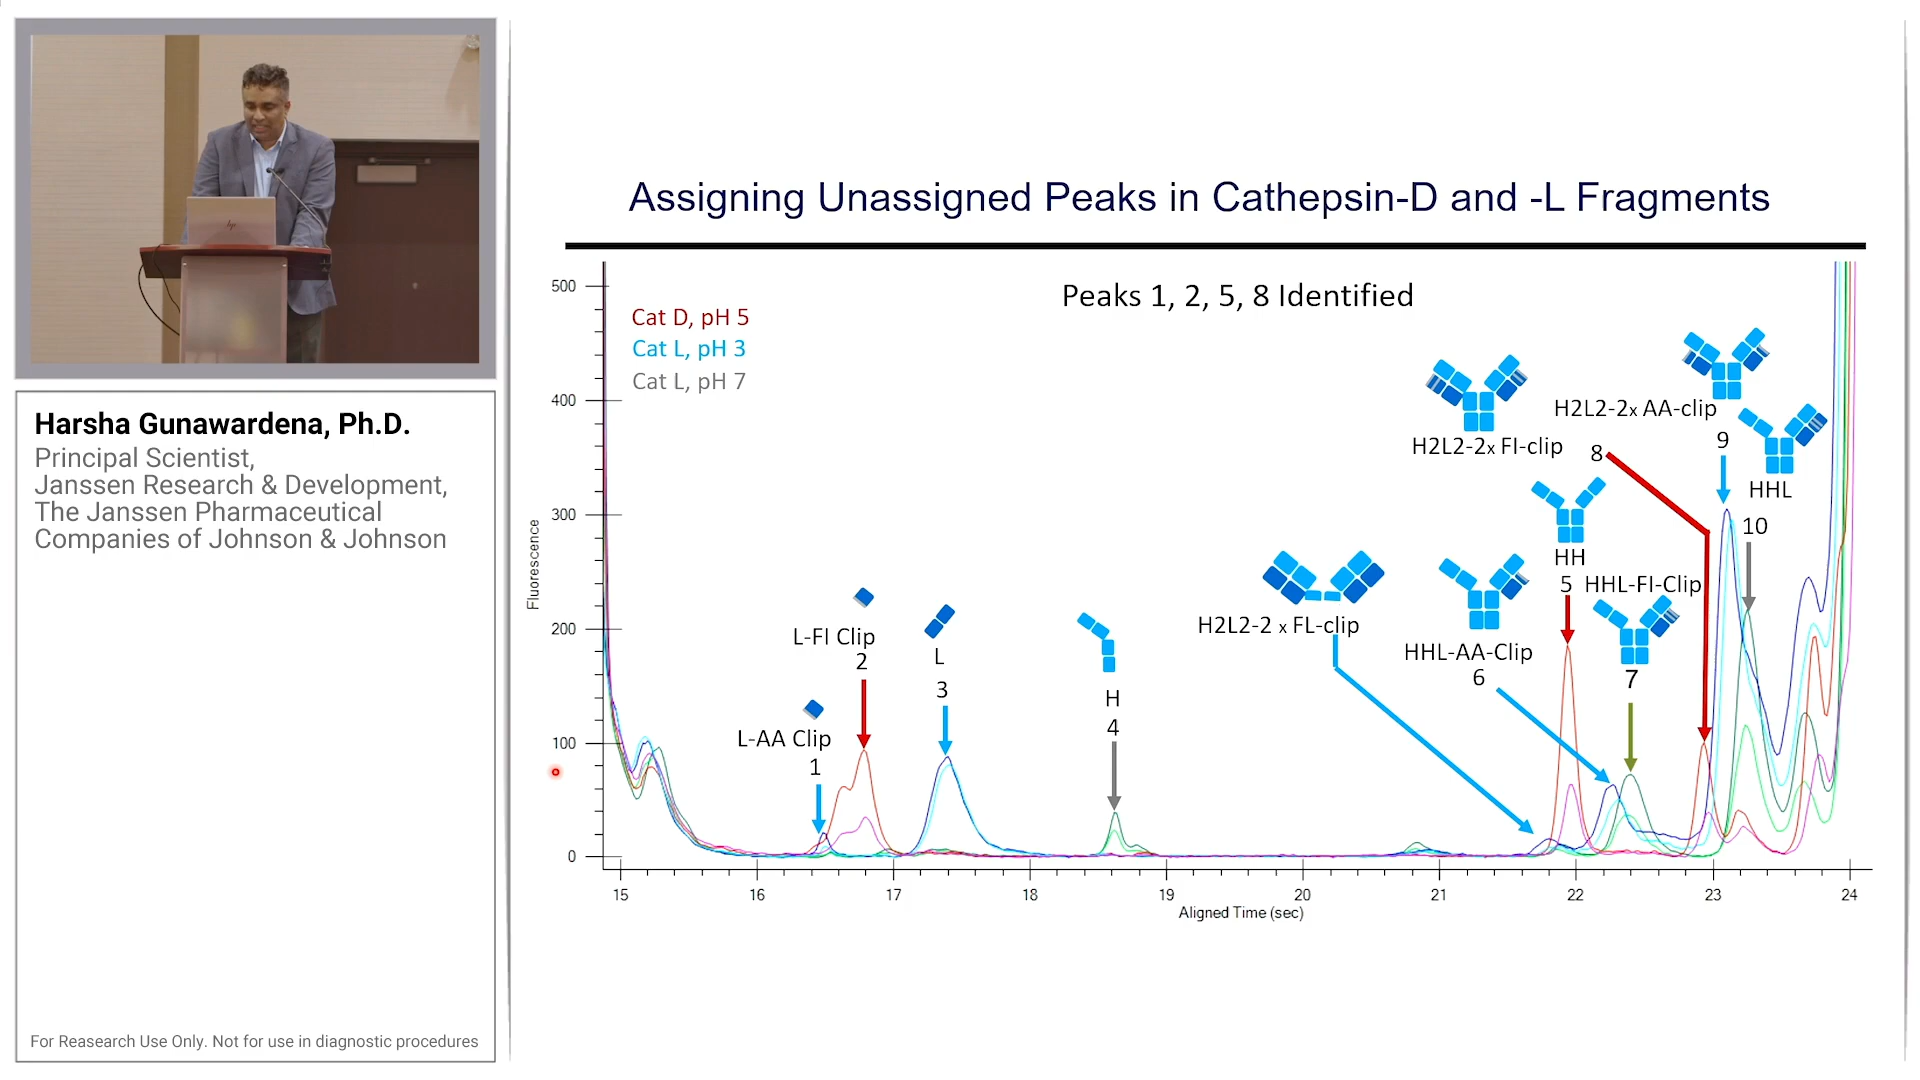 Harsha Gunawardena, Ph.D.
Principal Scientist,
Janssen Research & Development,
The Janssen Pharmaceutical
Companies of Johnson & Johnson
For Reasearch Use Only. Not for use in diagnostic procedures
Assigning Unassigned Peaks in Cathepsin-D and -L Fragments
Peaks 1, 2, 5, 8 Identified
Cat D, pH 5
Cat L, pH 3
Cat L, pH 7
Fluorescence
500
400
300
200
100
0
L-AA Clip
1
L-FI Clip
2
L
3
H
4
H2L2-2 x FL-clip
HHL-AA-Clip
6
HH
5
HHL-FI-Clip
7
H2L2-2x FI-clip
8
H2L2-2x AA-clip
9
HHL
10
15 16 17 18 19 20 21 22 23 24
Aligned Time (sec)
hp